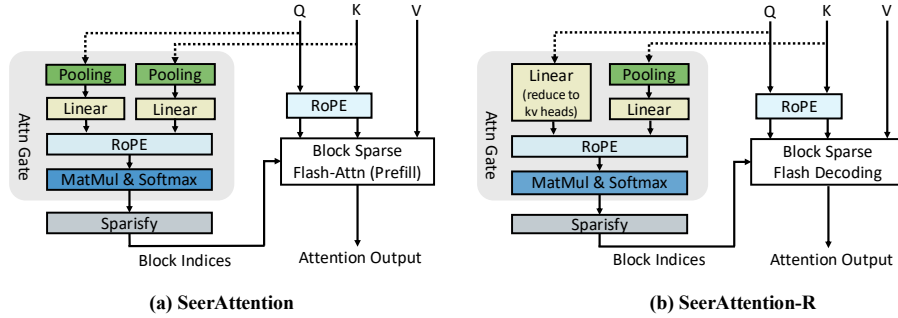 Q K V
Pooling Pooling
Linear Linear
RoPE
RoPE
MatMul & Softmax
Attn Gate
Block Sparse
Flash-Attn (Prefill)
Sparisfy
Block Indices
Attention Output
(a) SeerAttention
Q K V
Linear
(reduce to
kv heads)
Pooling
Linear
RoPE
RoPE
MatMul & Softmax
Attn Gate
Block Sparse
Flash Decoding
Sparisfy
Block Indices
Attention Output
(b) SeerAttention-R